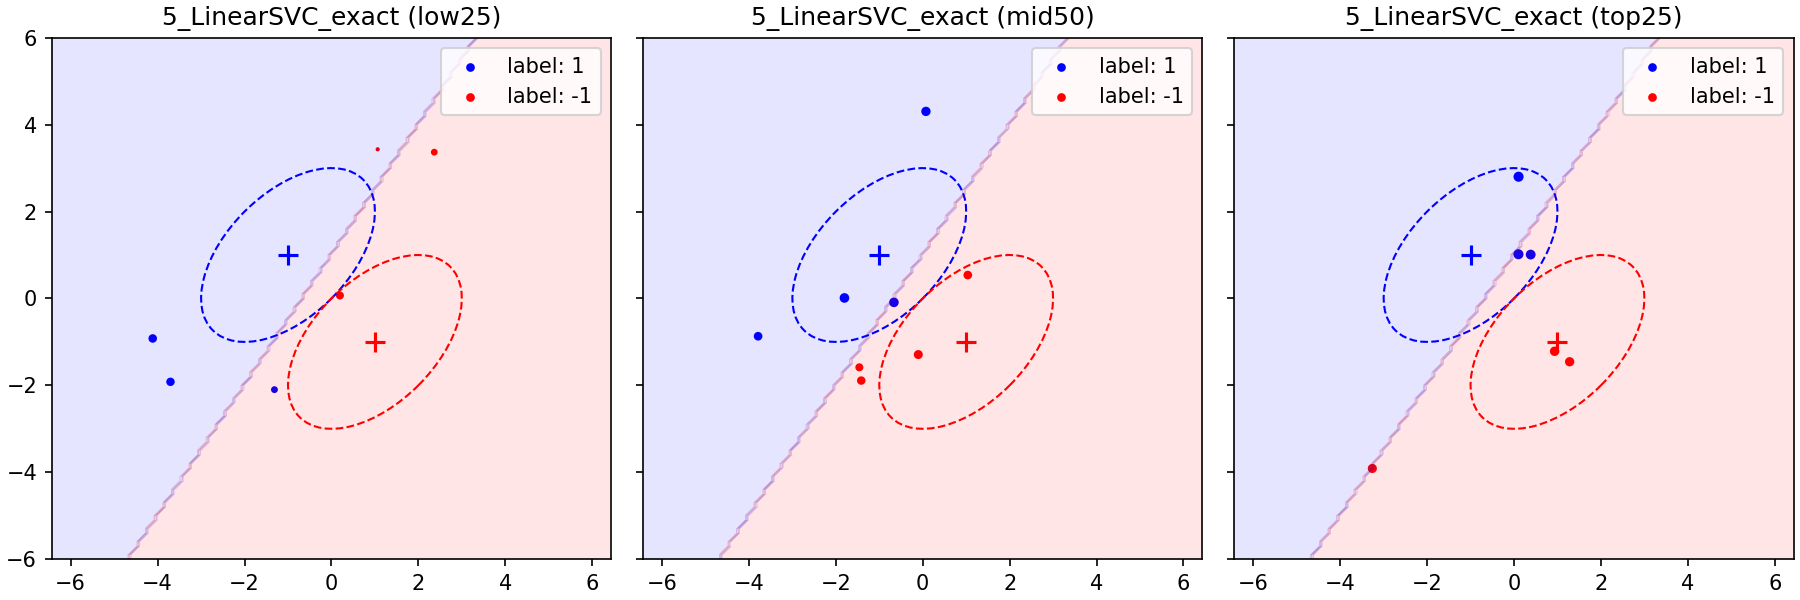 5_LinearSVC_exact (low25)
5_LinearSVC_exact (mid50)
5_LinearSVC_exact (top25)
label: 1
label: -1
label: 1
label: -1
label: 1
label: -1
6
4
2
0
−2
−4
−6
−6 −4 −2 0 2 4 6
−6 −4 −2 0 2 4 6
−6 −4 −2 0 2 4 6